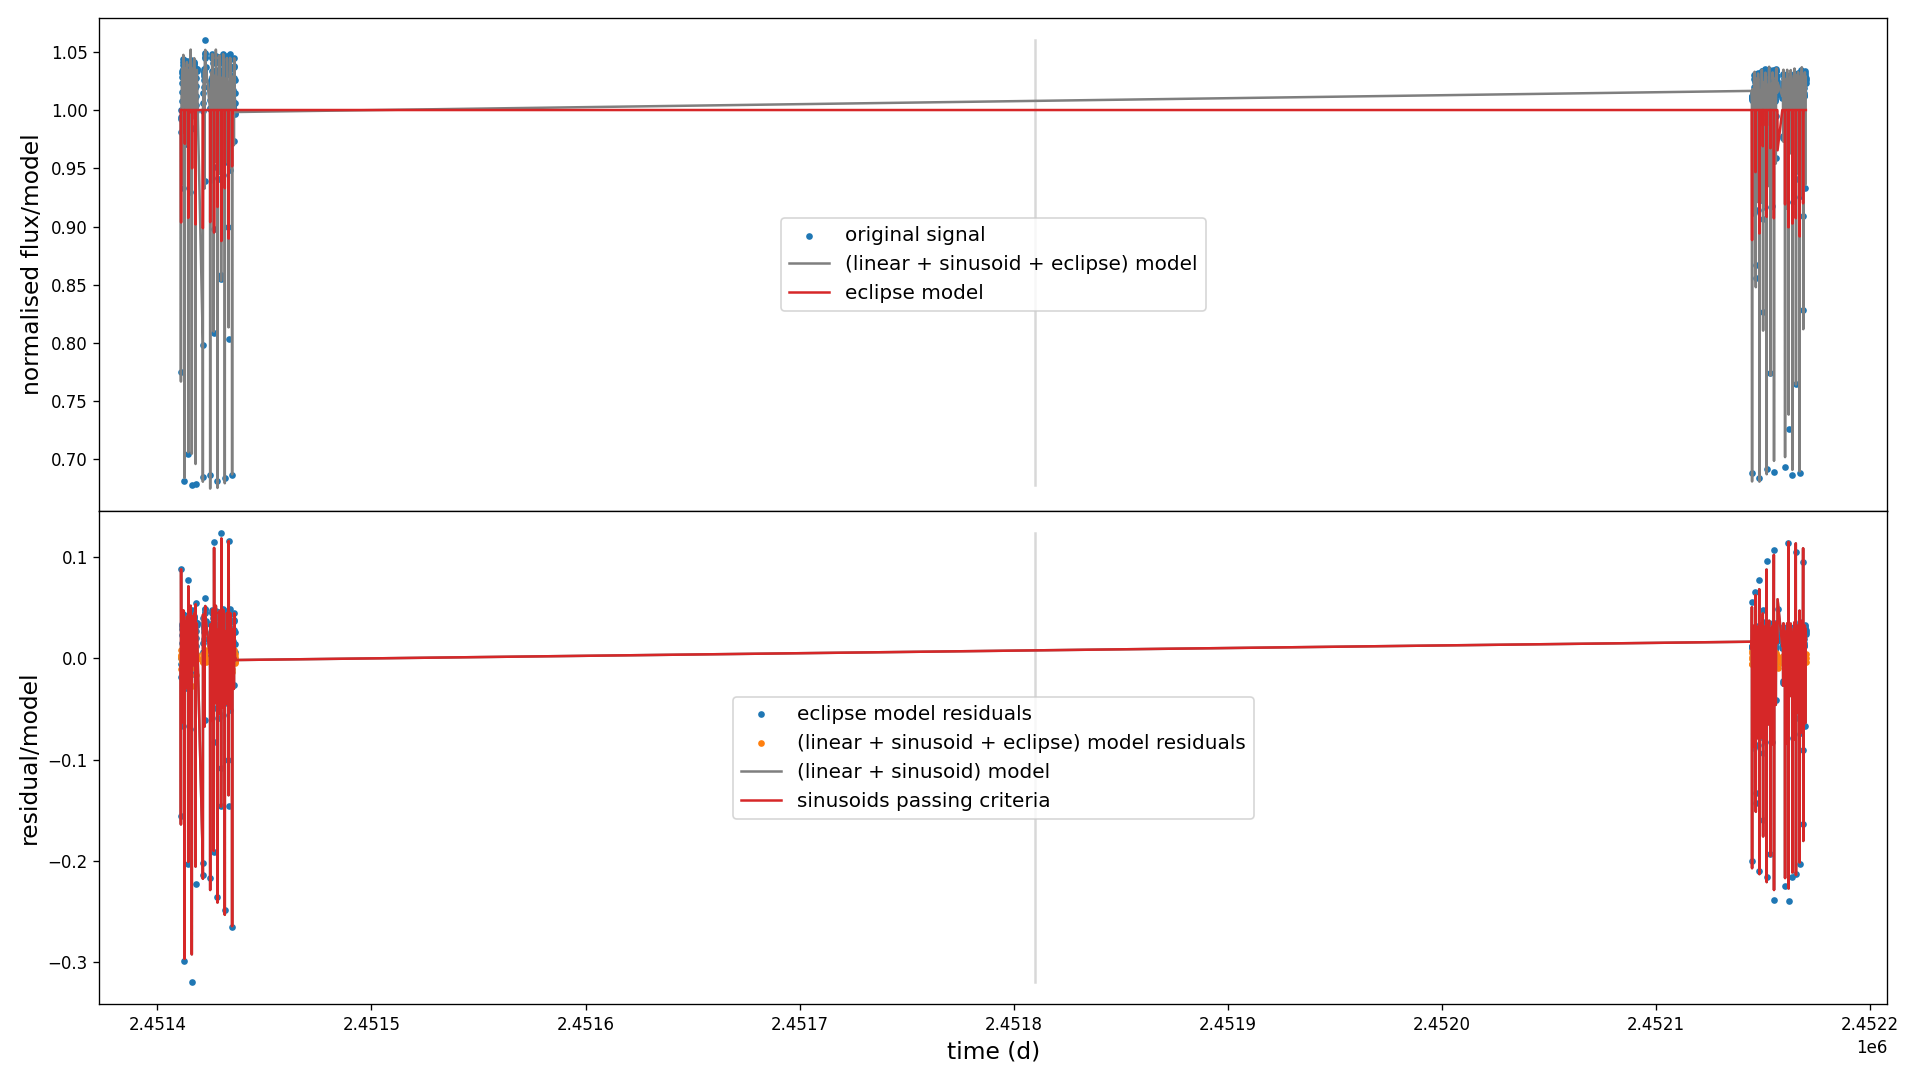 1.05
1.00
0.95
0.90
0.85
0.80
0.75
0.70
normalised flux/model
original signal
(linear + sinusoid + eclipse) model
eclipse model
0.1
0.0
−0.1
−0.2
−0.3
residual/model
eclipse model residuals
(linear + sinusoid + eclipse) model residuals
(linear + sinusoid) model
sinusoids passing criteria
2.4514 2.4515 2.4516 2.4517 2.4518 2.4519 2.4520 2.4521 2.4522
time (d)
1e6